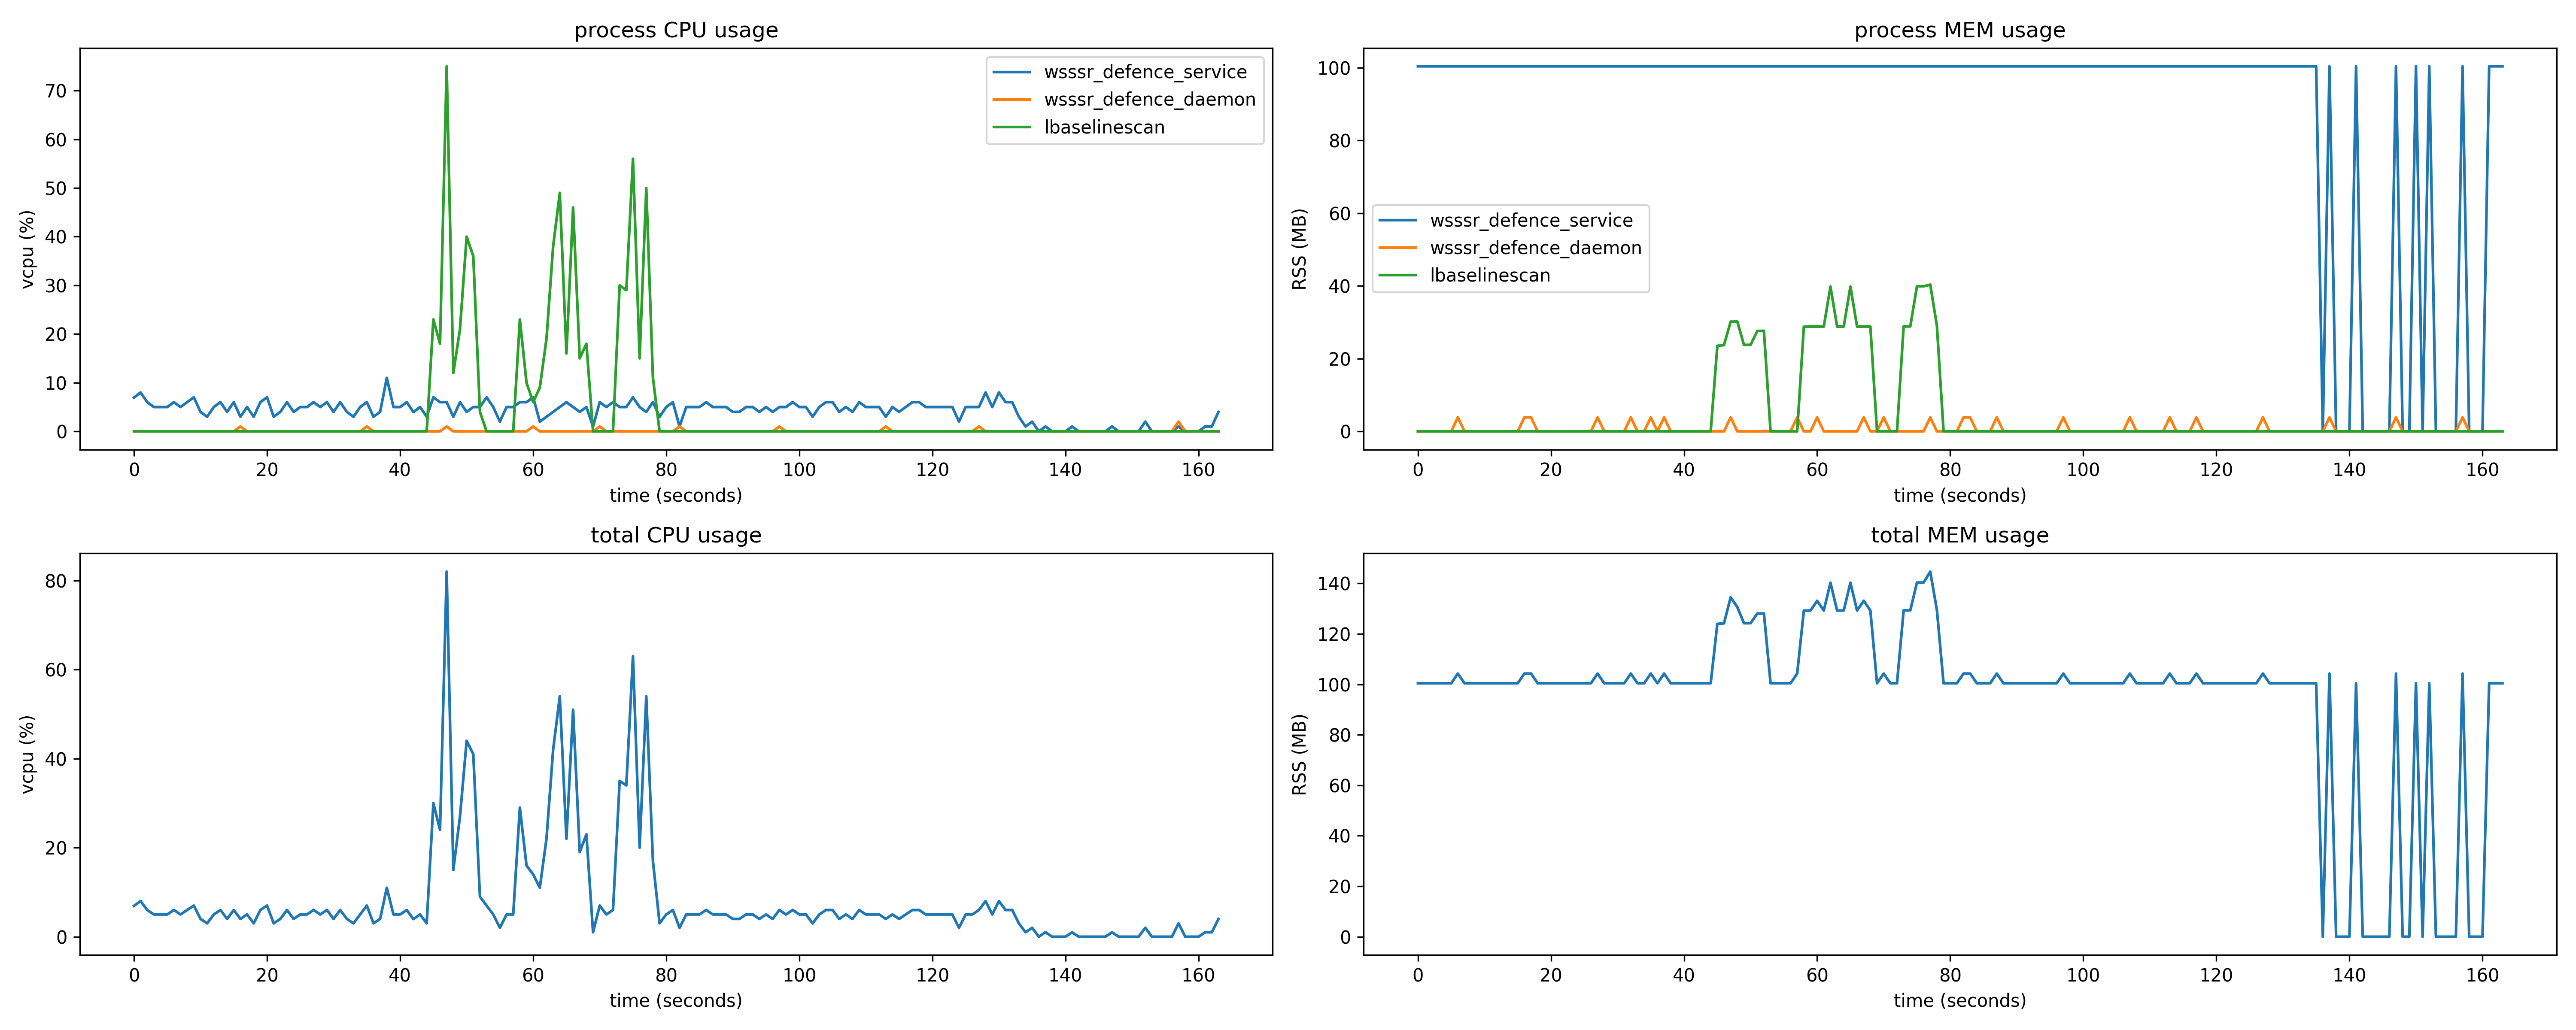 process CPU usage
70
60
50
40
30
20
10
0
vcpu (%)
wsssr_defence_service
wsssr_defence_daemon
lbaselinescan
0 20 40 60 80 100 120 140 160
time (seconds)
process MEM usage
100
80
60
40
20
0
RSS (MB)
wsssr_defence_service
wsssr_defence_daemon
lbaselinescan
0 20 40 60 80 100 120 140 160
time (seconds)
total CPU usage
80
60
40
20
0
vcpu (%)
0 20 40 60 80 100 120 140 160
time (seconds)
total MEM usage
140
120
100
80
60
40
20
0
RSS (MB)
0 20 40 60 80 100 120 140 160
time (seconds)